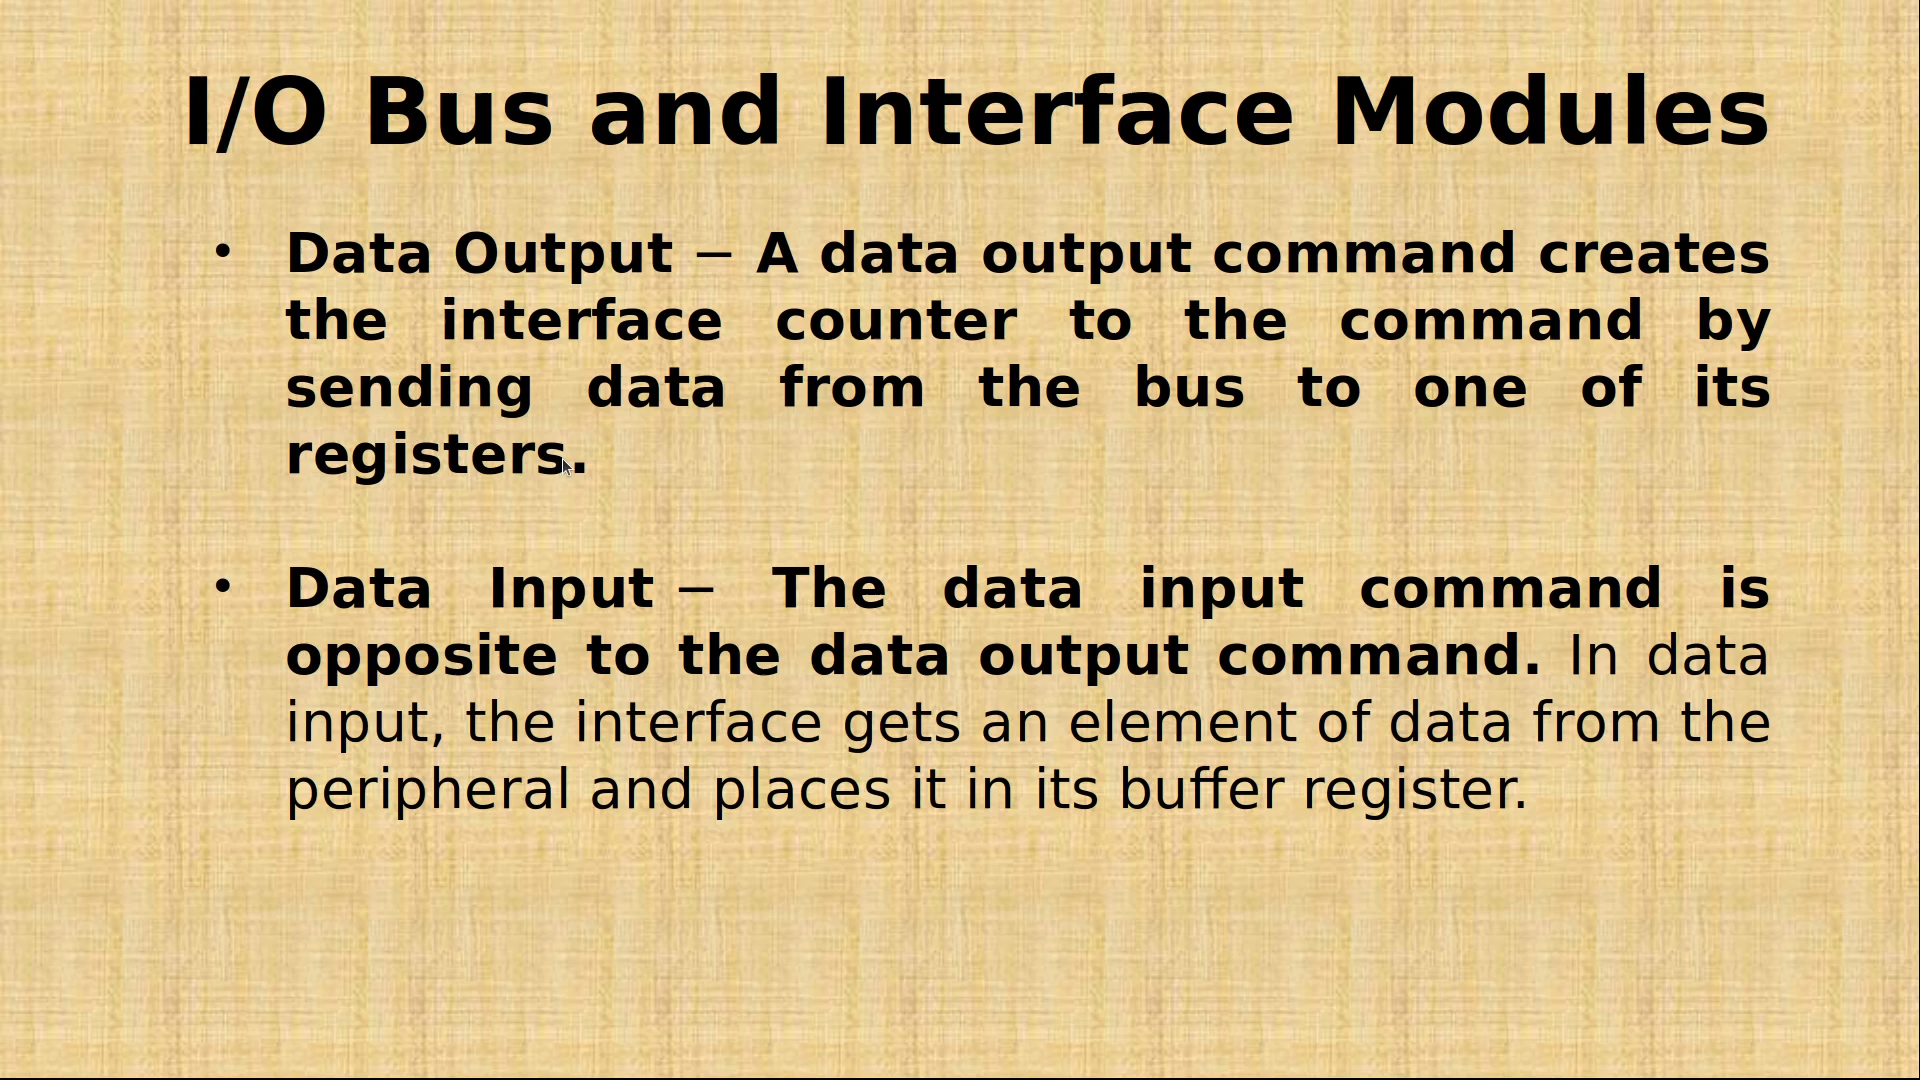 I/O Bus and Interface Modules
• Data Output − A data output command creates
the interface counter to the command by
sending data from the bus to one of its
registers.
• Data Input − The data input command is
opposite to the data output command. In data
input, the interface gets an element of data from the
peripheral and places it in its buffer register.